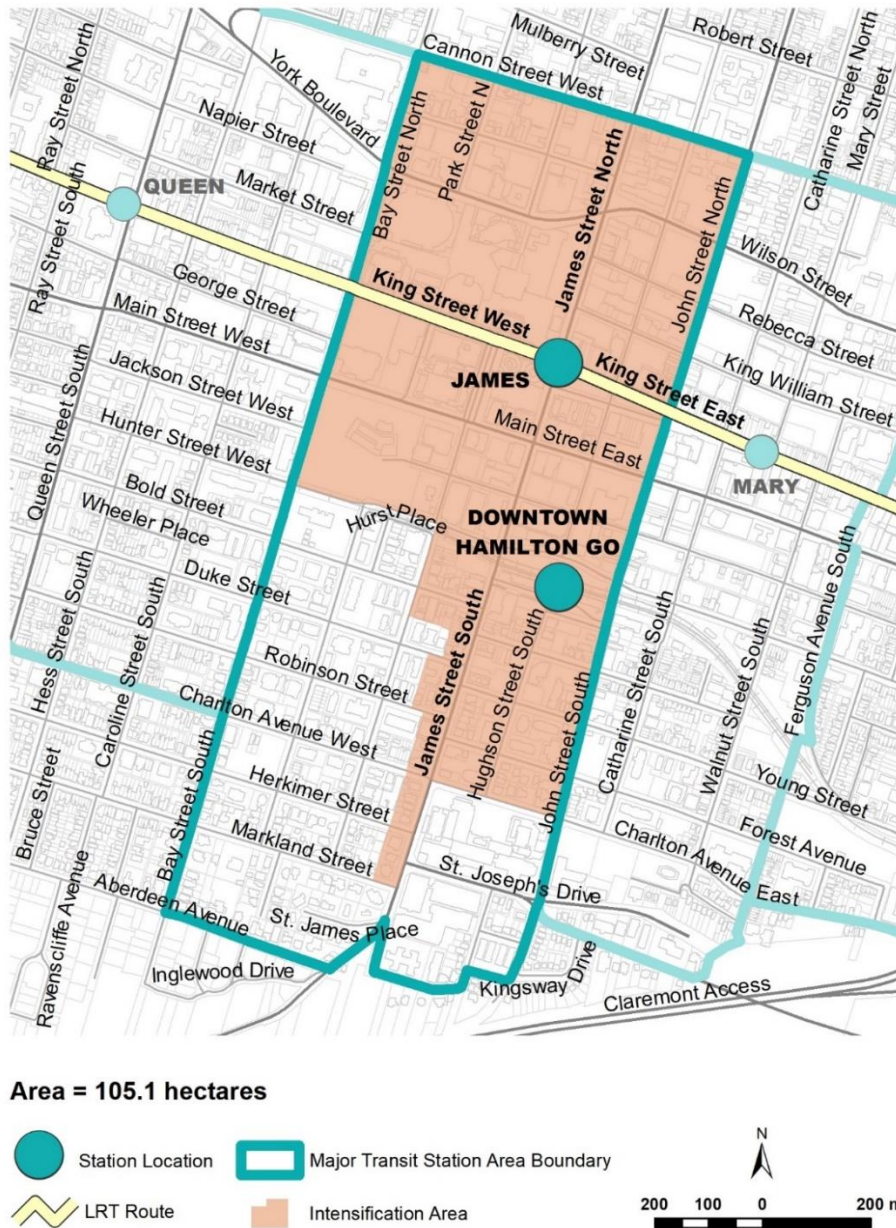 Mulberry Street
Robert Street
Cannon Street West
York Boulevard
Ray Street North
Napier Street
Bay Street North
Park Street N
James Street North
Catharine Street North
Mary Street
QUEEN
Market Street
John Street North
Wilson Street
Ray Street South
George Street
King Street West
Rebecca Street
Main Street West
King Street East
King William Street
Jackson Street West
JAMES
Main Street East
Queen Street South
Hunter Street West
MARY
Bold Street
Hurst Place
DOWNTOWN
HAMILTON GO
Wheeler Place
Duke Street
Ferguson Avenue South
Hess Street South
Caroline Street South
Robinson Street
James Street South
Hughson Street South
Catharine Street South
Walnut Street South
Charlton Avenue West
John Street South
Bruce Street
Bay Street South
Herkimer Street
Young Street
Markland Street
Forest Avenue
Charlton Avenue East
Aberdeen Avenue
St. Joseph's Drive
St. James Place
Ravenscliffe Avenue
Inglewood Drive
Kingsway Drive
Claremont Access
Area = 105.1 hectares
Station Location
Major Transit Station Area Boundary
N
LRT Route
Intensification Area
200 100 0 200 m